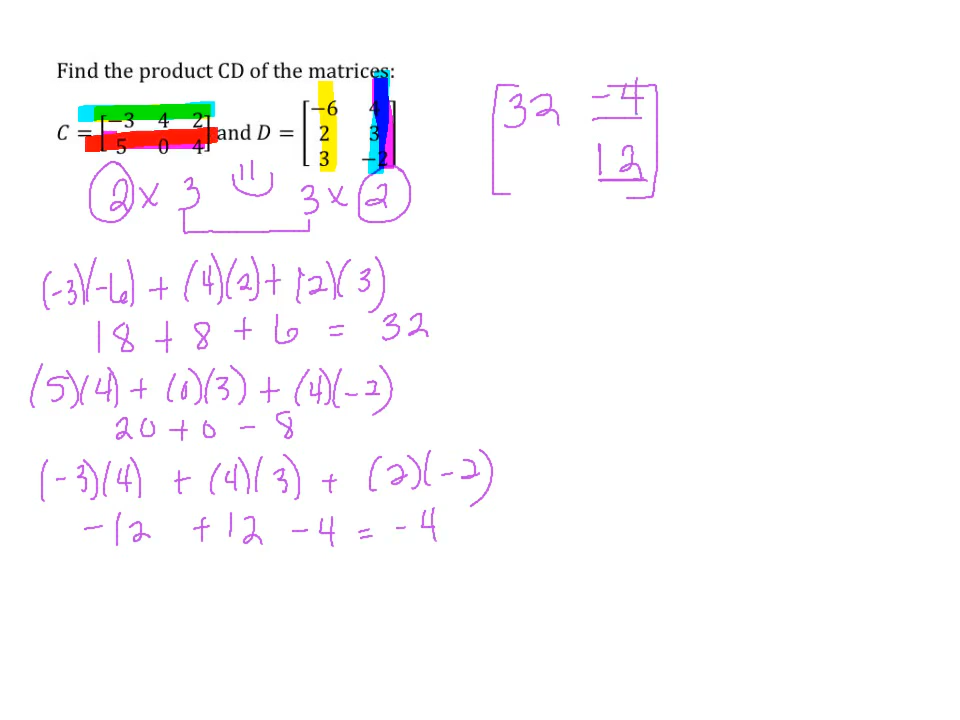 Find the product CD of the matrices:
C = [−3 4 2
5 0 4] and D = [−6 4
2 3
3 −2]
2 × 3 3 × 2
[32 −4
12]
(-3)(-6) + (4)(2) + (2)(3)
18 + 8 + 6 = 32
(5)(4) + (0)(3) + (4)(-2)
20 + 0 - 8
(-3)(4) + (4)(3) + (2)(-2)
-12 + 12 - 4 = -4